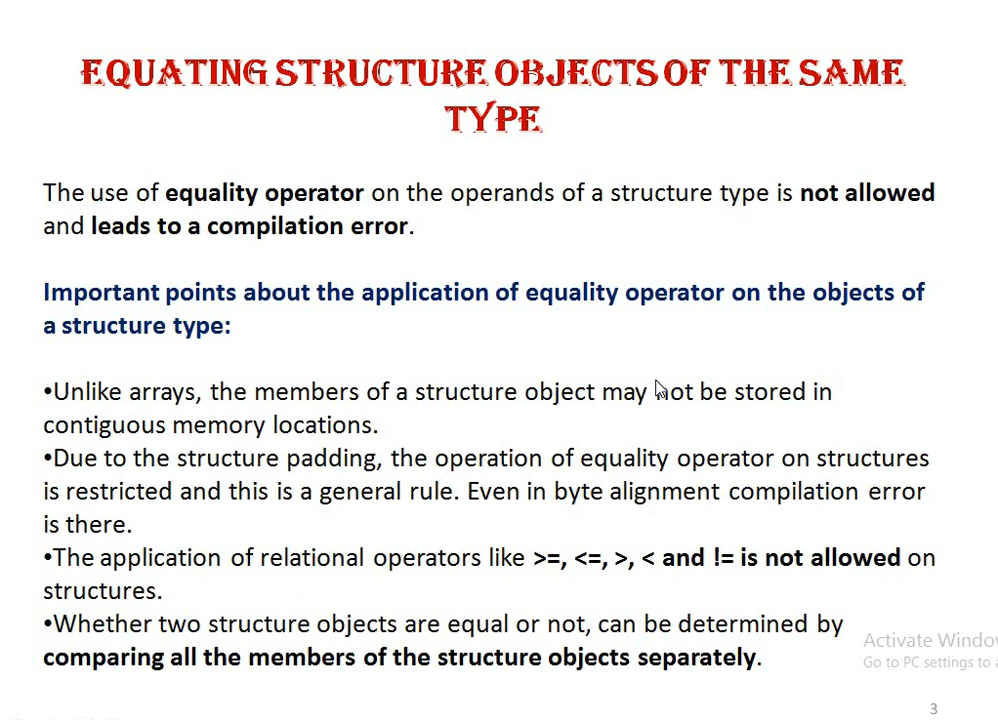 EQUATING STRUCTURE OBJECTS OF THE SAME
TYPE
The use of equality operator on the operands of a structure type is not allowed
and leads to a compilation error.
Important points about the application of equality operator on the objects of
a structure type:
•Unlike arrays, the members of a structure object may not be stored in
contiguous memory locations.
•Due to the structure padding, the operation of equality operator on structures
is restricted and this is a general rule. Even in byte alignment compilation error
is there.
•The application of relational operators like >=, <=, >, < and != is not allowed on
structures.
•Whether two structure objects are equal or not, can be determined by
comparing all the members of the structure objects separately.
Activate Window
Go to PC settings to a
3